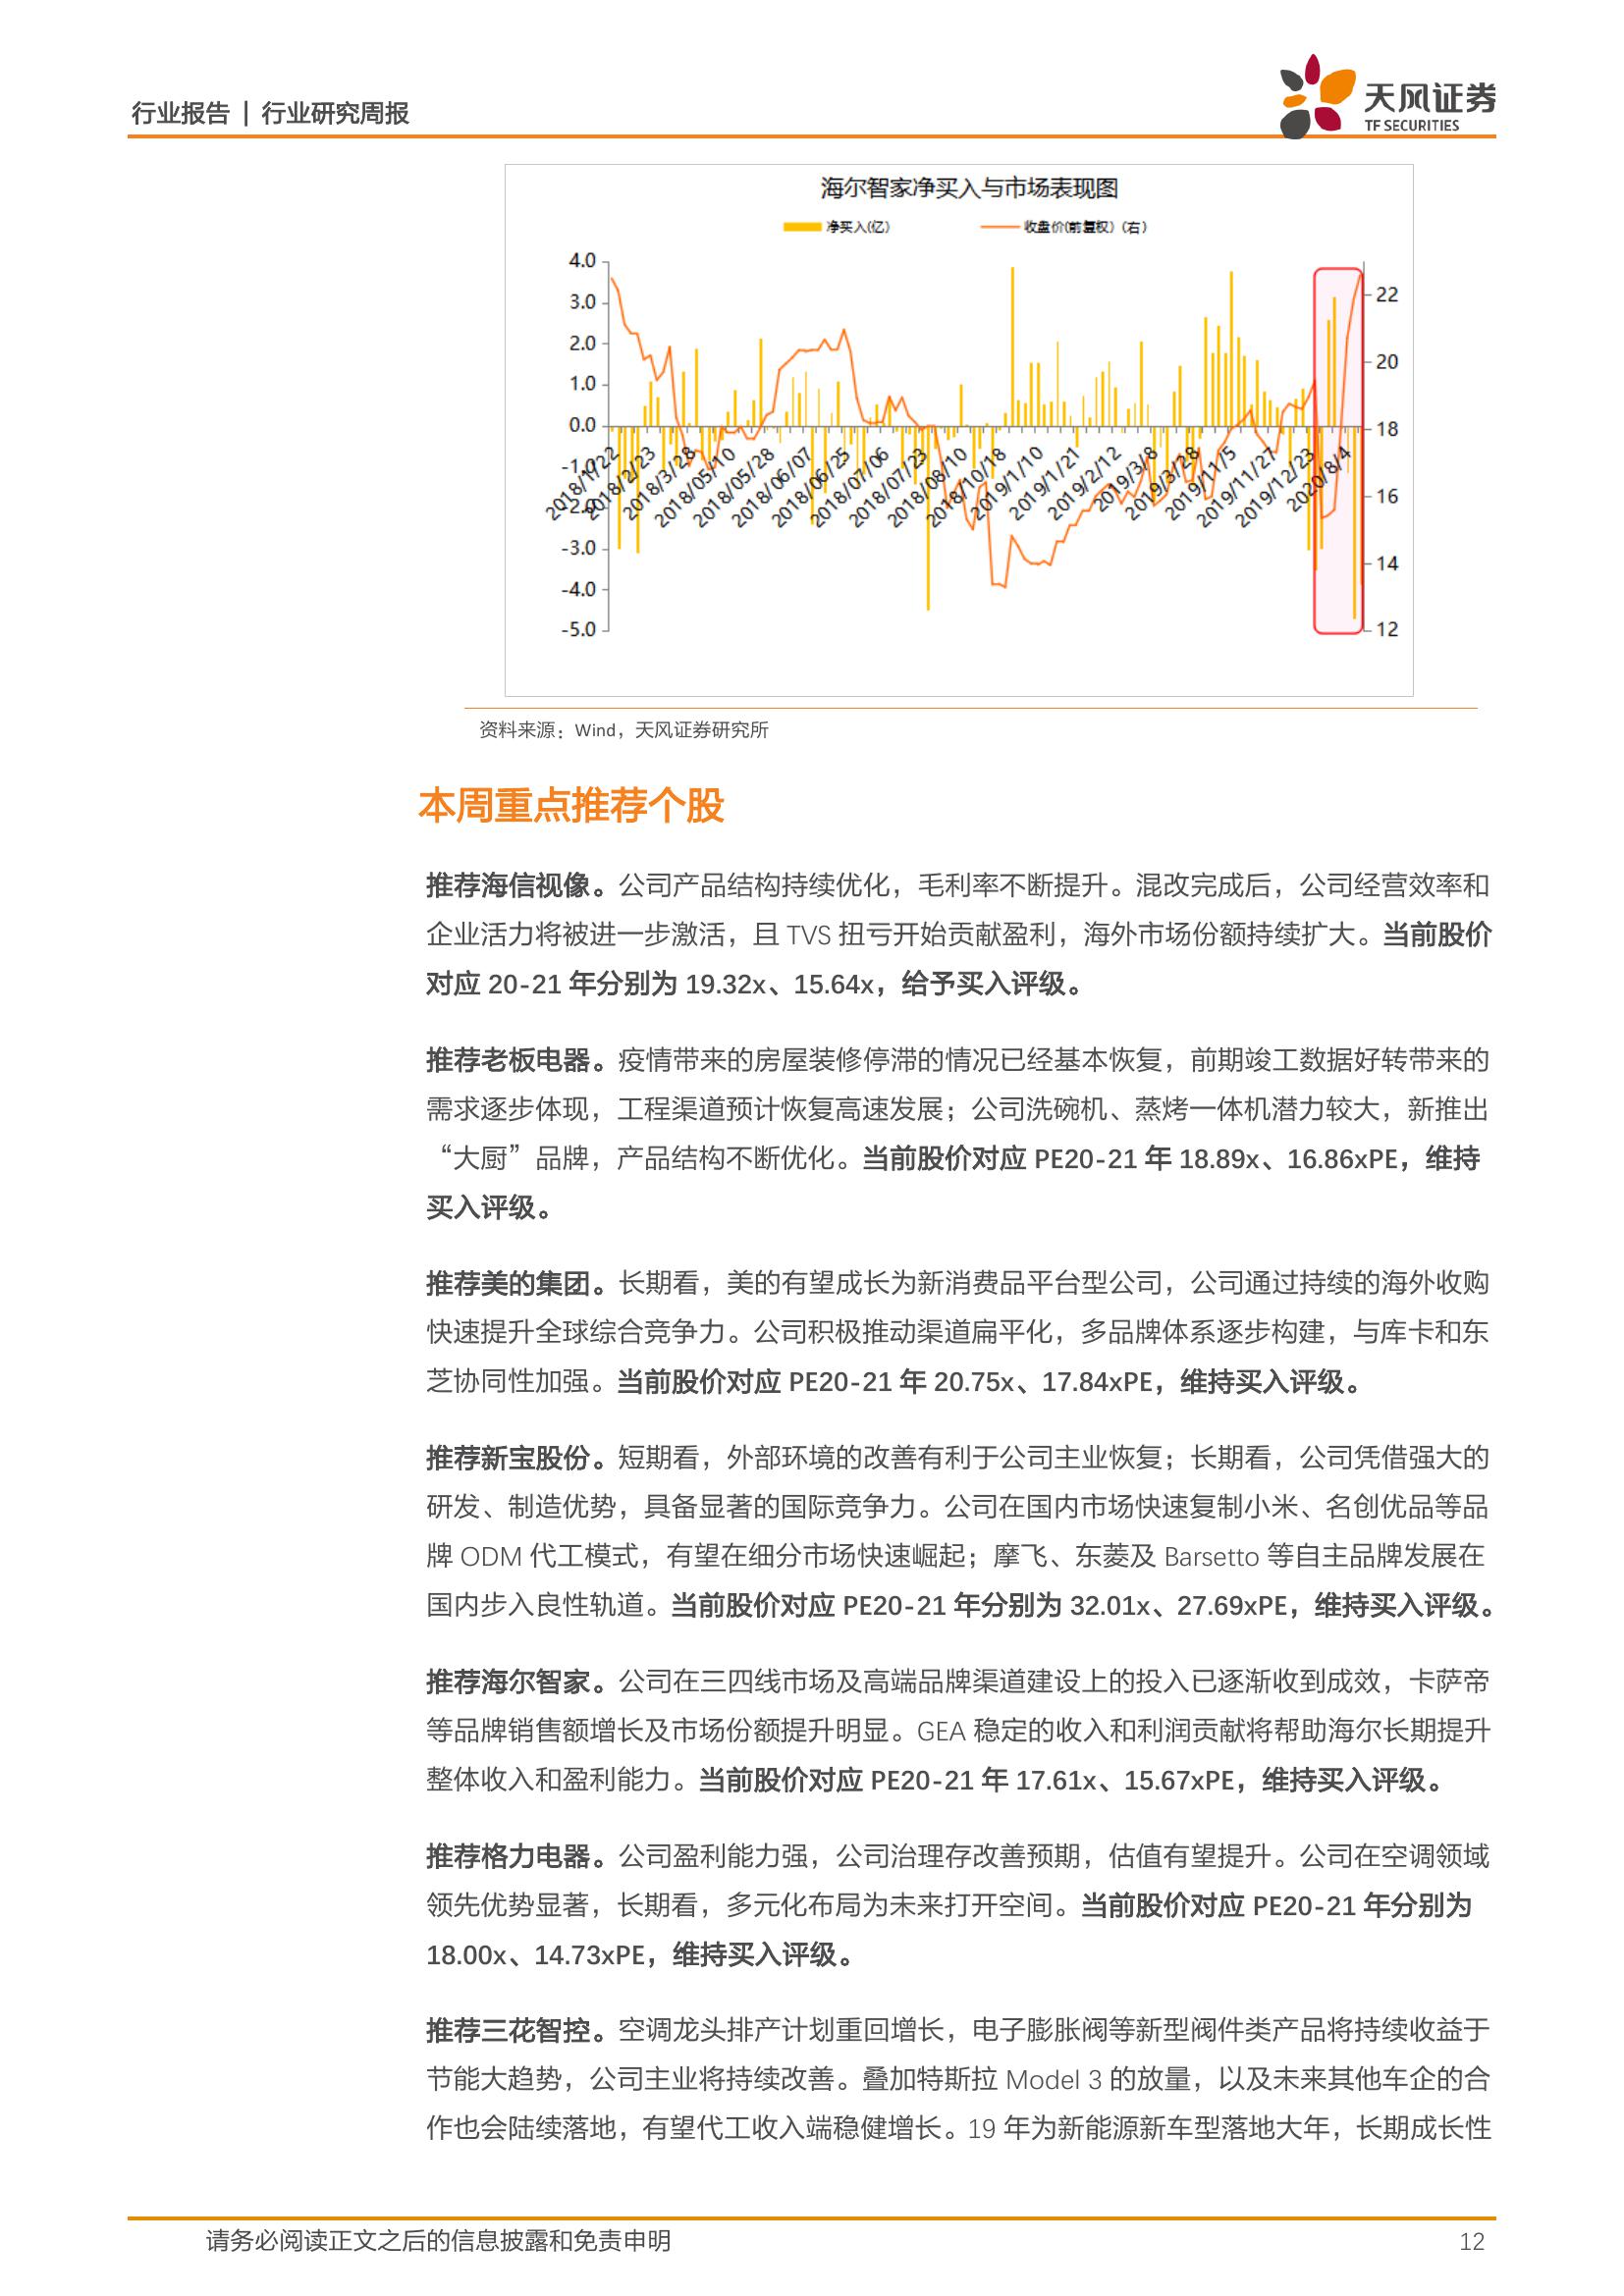 行业报告 | 行业研究周报
天风证券
TF SECURITIES
海尔智家净买入与市场表现图
净买入(亿)
收盘价(前复权)(右)
4.0
3.0
2.0
1.0
0.0
-1.0
-2.0
-3.0
-4.0
-5.0
22
20
18
16
14
12
2018/1/22
2018/2/23
2018/3/28
2018/05/10
2018/05/28
2018/06/07
2018/06/25
2018/07/06
2018/07/23
2018/08/10
2018/10/18
2019/1/10
2019/1/21
2019/2/12
2019/3/8
2019/3/28
2019/11/5
2019/11/27
2019/12/23
2020/8/4
资料来源：Wind，天风证券研究所
本周重点推荐个股
推荐海信视像。公司产品结构持续优化，毛利率不断提升。混改完成后，公司经营效率和
企业活力将被进一步激活，且 TVS 扭亏开始贡献盈利，海外市场份额持续扩大。当前股价
对应 20-21 年分别为 19.32x、15.64x，给予买入评级。
推荐老板电器。疫情带来的房屋装修停滞的情况已经基本恢复，前期竣工数据好转带来的
需求逐步体现，工程渠道预计恢复高速发展；公司洗碗机、蒸烤一体机潜力较大，新推出
“大厨”品牌，产品结构不断优化。当前股价对应 PE20-21 年 18.89x、16.86xPE，维持
买入评级。
推荐美的集团。长期看，美的有望成长为新消费品平台型公司，公司通过持续的海外收购
快速提升全球综合竞争力。公司积极推动渠道扁平化，多品牌体系逐步构建，与库卡和东
芝协同性加强。当前股价对应 PE20-21 年 20.75x、17.84xPE，维持买入评级。
推荐新宝股份。短期看，外部环境的改善有利于公司主业恢复；长期看，公司凭借强大的
研发、制造优势，具备显著的国际竞争力。公司在国内市场快速复制小米、名创优品等品
牌 ODM 代工模式，有望在细分市场快速崛起；摩飞、东菱及 Barsetto 等自主品牌发展在
国内步入良性轨道。当前股价对应 PE20-21 年分别为 32.01x、27.69xPE，维持买入评级。
推荐海尔智家。公司在三四线市场及高端品牌渠道建设上的投入已逐渐收到成效，卡萨帝
等品牌销售额增长及市场份额提升明显。GEA 稳定的收入和利润贡献将帮助海尔长期提升
整体收入和盈利能力。当前股价对应 PE20-21 年 17.61x、15.67xPE，维持买入评级。
推荐格力电器。公司盈利能力强，公司治理存改善预期，估值有望提升。公司在空调领域
领先优势显著，长期看，多元化布局为未来打开空间。当前股价对应 PE20-21 年分别为
18.00x、14.73xPE，维持买入评级。
推荐三花智控。空调龙头排产计划重回增长，电子膨胀阀等新型阀件类产品将持续收益于
节能大趋势，公司主业将持续改善。叠加特斯拉 Model 3 的放量，以及未来其他车企的合
作也会陆续落地，有望代工收入端稳健增长。19 年为新能源新车型落地大年，长期成长性
请务必阅读正文之后的信息披露和免责申明
12